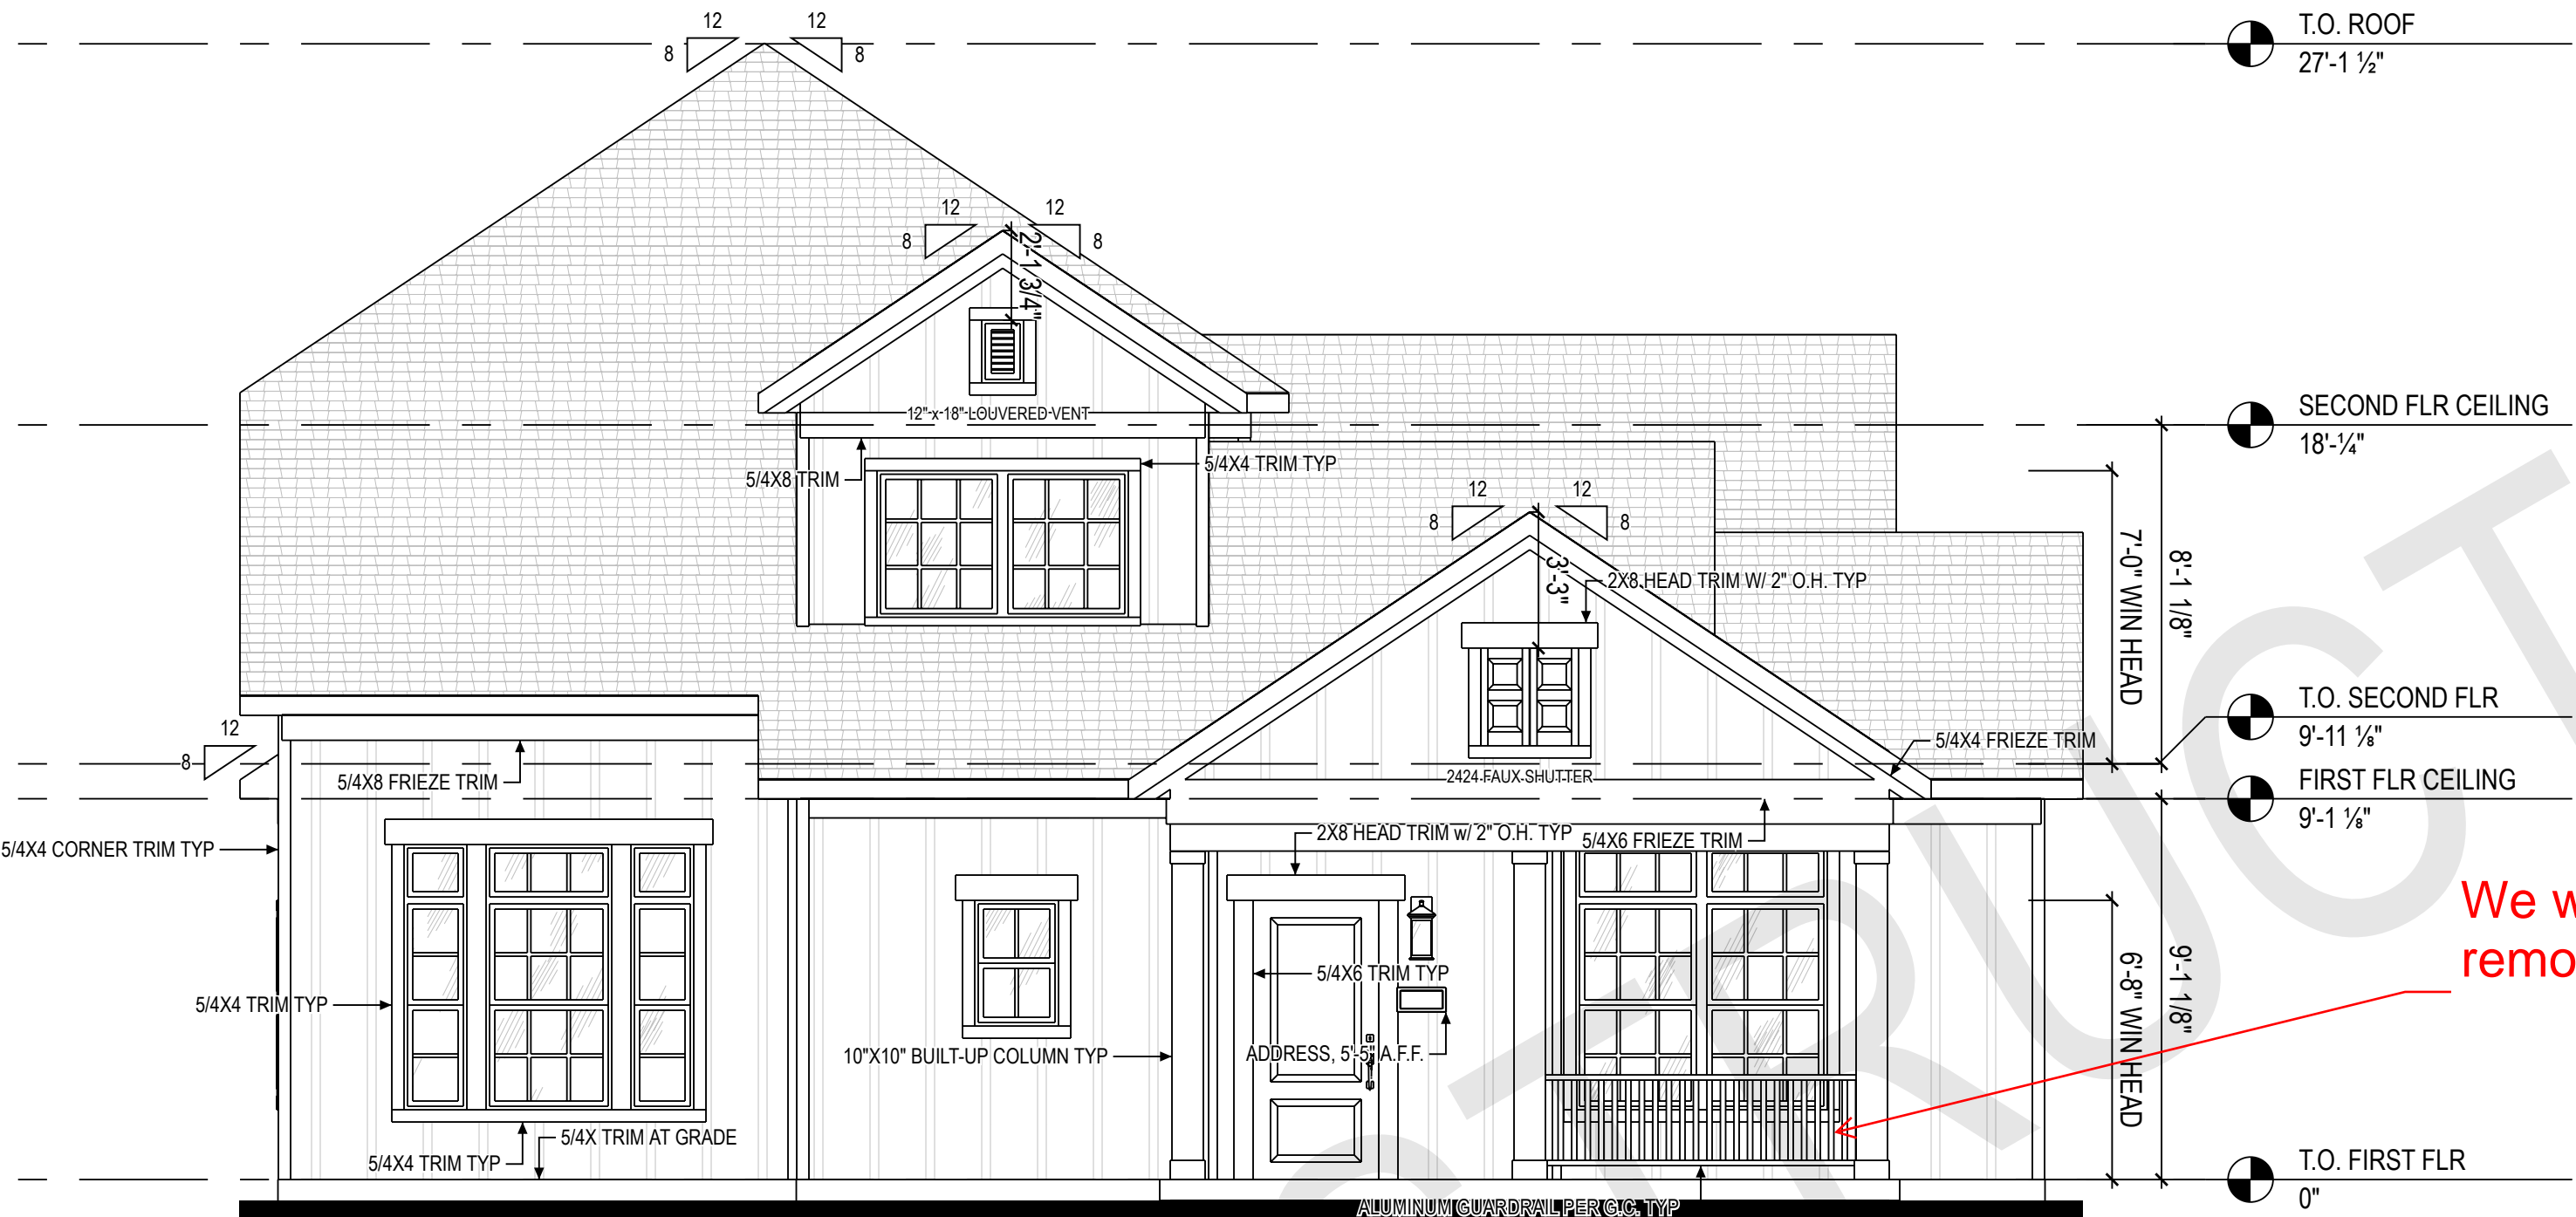 12 12
8 8
T.O. ROOF
27'-1 ½"
12 12
8 8
2'-1 3/4"
12"x 18" LOUVERED VENT
SECOND FLR CEILING
18'-¼"
5/4X8 TRIM
5/4X4 TRIM TYP
12 12
8 8
3'-3"
2X8 HEAD TRIM W/ 2" O.H. TYP
7'-0" WIN HEAD
8'-1 1/8"
T.O. SECOND FLR
9'-11 ⅛"
12
8
5/4X8 FRIEZE TRIM
2424 FAUX SHUTTER
5/4X4 FRIEZE TRIM
FIRST FLR CEILING
9'-1 ⅛"
5/4X4 CORNER TRIM TYP
2X8 HEAD TRIM w/ 2" O.H. TYP
5/4X6 FRIEZE TRIM
We w
remo
5/4X4 TRIM TYP
5/4X6 TRIM TYP
6'-8" WIN HEAD
9'-1 1/8"
10"X10" BUILT-UP COLUMN TYP
ADDRESS, 5'-5" A.F.F.
5/4X TRIM AT GRADE
5/4X4 TRIM TYP
T.O. FIRST FLR
0"
ALUMINUM GUARDRAIL PER G.C. TYP
STRUCT